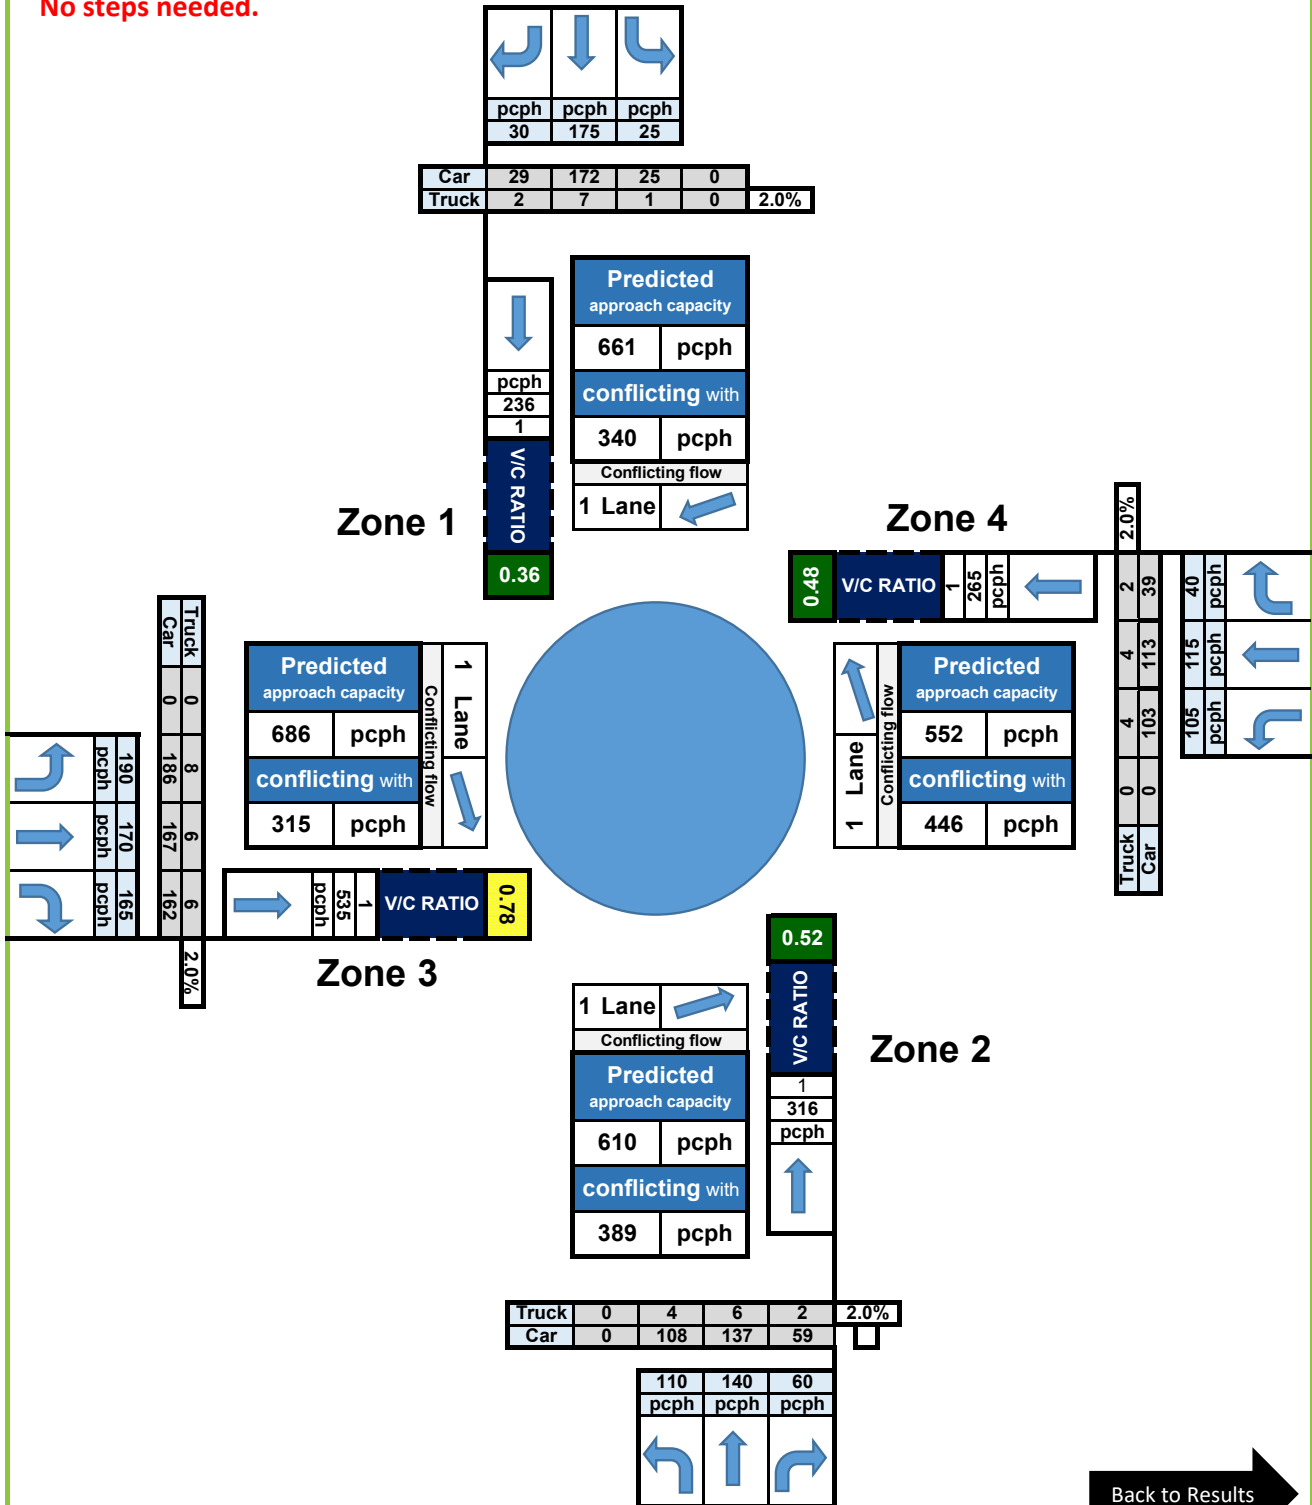 No steps needed.
pcph pcph pcph
30 175 25
Car 29 172 25 0
Truck 2 7 1 0 2.0%
Predicted
approach capacity
661 pcph
conflicting with
340 pcph
Conflicting flow
1 Lane
pcph
236
1
V/C RATIO
0.36
Zone 1
Zone 4
0.48
V/C RATIO
1
265
pcph
2.0%
2 4 4 0 Truck
39 113 103 0 Car
40 115 105
pcph pcph pcph
Predicted
approach capacity
552 pcph
conflicting with
446 pcph
Conflicting flow
1 Lane
Truck 0 8 6 6 2.0%
Car 0 186 167 162
190 170 165
pcph pcph pcph
Predicted
approach capacity
686 pcph
conflicting with
315 pcph
Conflicting flow
1 Lane
pcph
535
1
V/C RATIO
0.78
Zone 3
0.52
V/C RATIO
1
316
pcph
Zone 2
1 Lane
Conflicting flow
Predicted
approach capacity
610 pcph
conflicting with
389 pcph
Truck 0 4 6 2 2.0%
Car 0 108 137 59
110 140 60
pcph pcph pcph
Back to Results